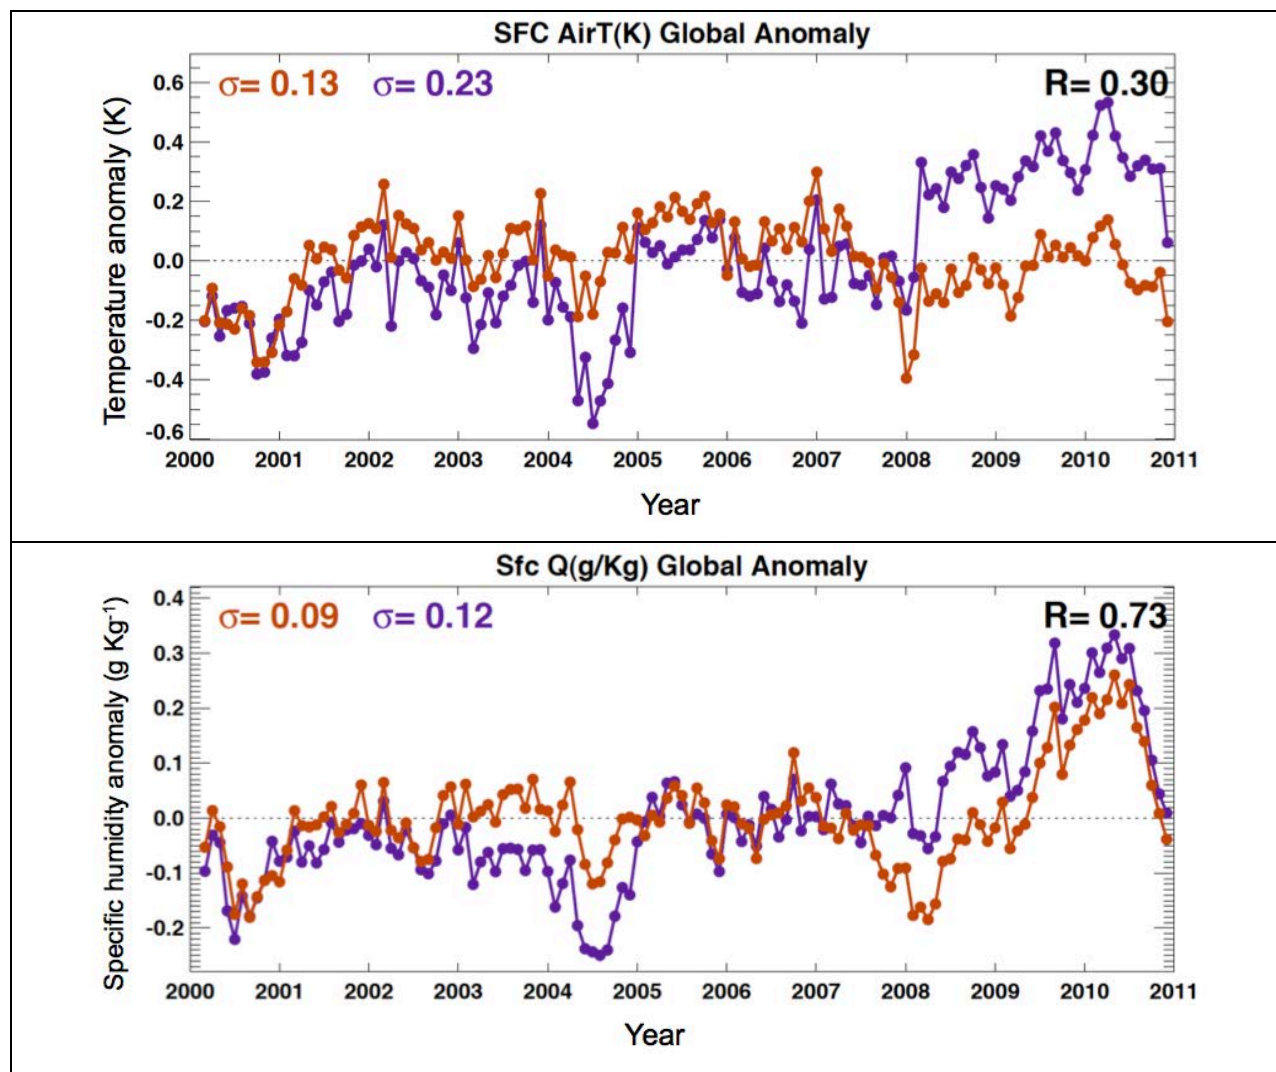 SFC AirT(K) Global Anomaly
σ= 0.13 σ= 0.23 R= 0.30
Temperature anomaly (K)
0.6
0.4
0.2
0.0
-0.2
-0.4
-0.6
2000 2001 2002 2003 2004 2005 2006 2007 2008 2009 2010 2011
Year
Sfc Q(g/Kg) Global Anomaly
σ= 0.09 σ= 0.12 R= 0.73
Specific humidity anomaly (g Kg⁻¹)
0.4
0.3
0.2
0.1
0.0
-0.1
-0.2
2000 2001 2002 2003 2004 2005 2006 2007 2008 2009 2010 2011
Year